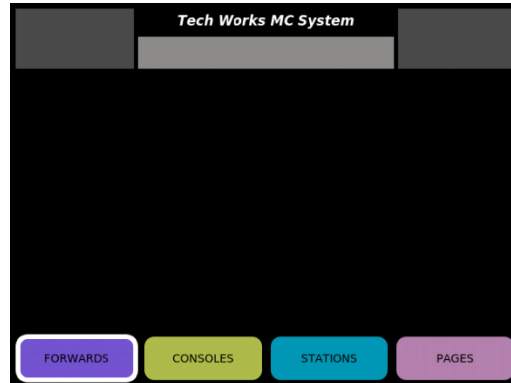 Tech Works MC System
FORWARDS
CONSOLES
STATIONS
PAGES